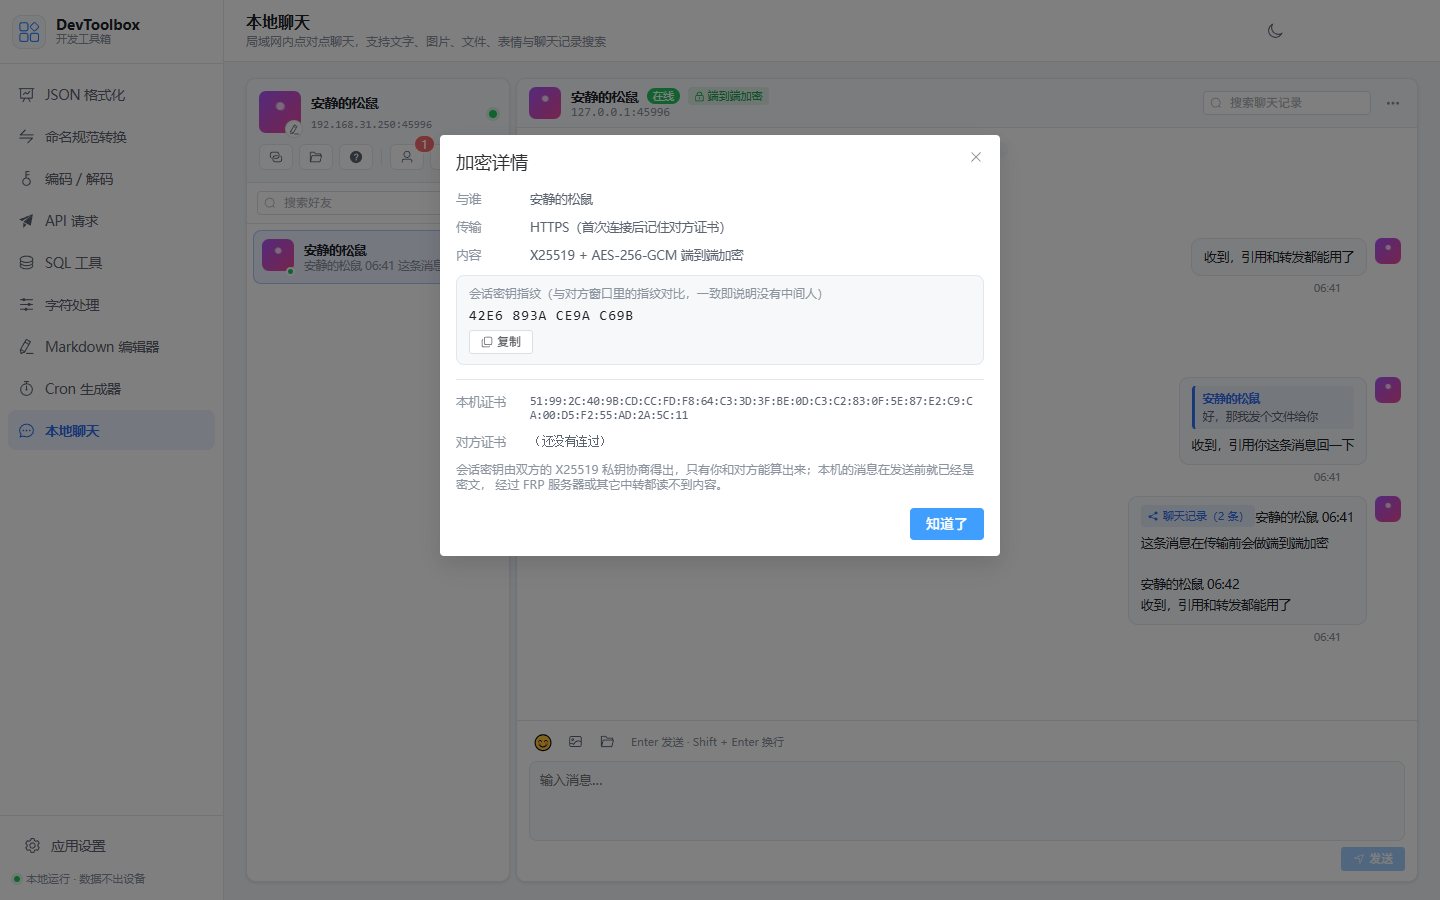 DevToolbox
开发工具箱
JSON 格式化
命名规范转换
编码 / 解码
API 请求
SQL 工具
字符处理
Markdown 编辑器
Cron 生成器
本地聊天
应用设置
本地运行 · 数据不出设备
本地聊天
局域网内点对点聊天，支持文字、图片、文件、表情与聊天记录搜索
安静的松鼠
192.168.31.250:45996
1
搜索好友
安静的松鼠
安静的松鼠 06:41 这条消息
安静的松鼠 在线 端到端加密
127.0.0.1:45996
搜索聊天记录
收到，引用和转发都能用了
06:41
安静的松鼠
好，那我发个文件给你
收到，引用你这条消息回一下
06:41
聊天记录（2 条） 安静的松鼠 06:41
这条消息在传输前会做端到端加密
安静的松鼠 06:42
收到，引用和转发都能用了
06:41
Enter 发送 · Shift + Enter 换行
输入消息...
发送
加密详情
与谁 安静的松鼠
传输 HTTPS（首次连接后记住对方证书）
内容 X25519 + AES-256-GCM 端到端加密
会话密钥指纹（与对方窗口里的指纹对比，一致即说明没有中间人）
42E6 893A CE9A C69B
复制
本机证书 51:99:2C:40:9B:CD:CC:FD:F8:64:C3:3D:3F:BE:0D:C3:C2:83:0F:5E:87:E2:C9:C
A:00:D5:F2:55:AD:2A:5C:11
对方证书 （还没有连过）
会话密钥由双方的 X25519 私钥协商得出，只有你和对方能算出来；本机的消息在发送前就已经是
密文， 经过 FRP 服务器或其它中转都读不到内容。
知道了